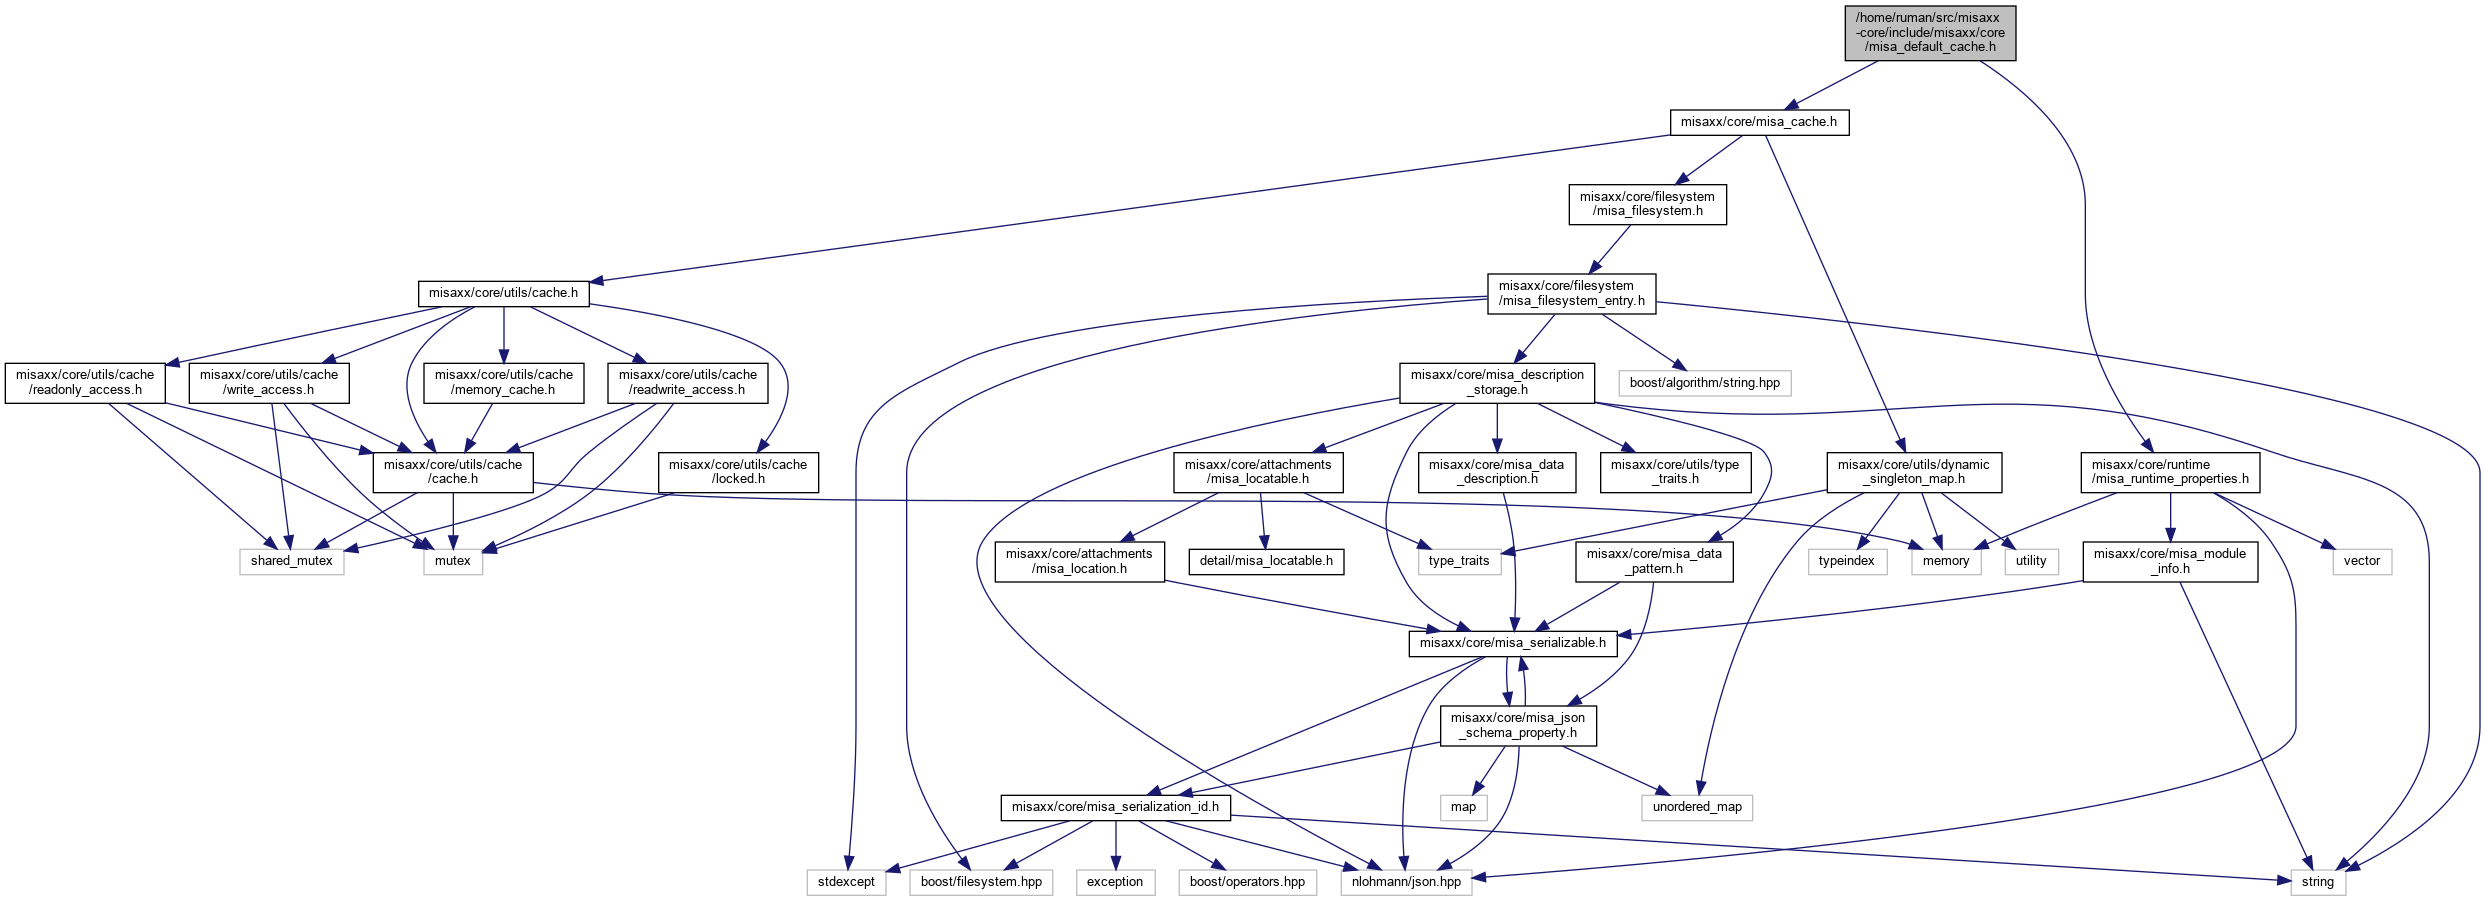 /home/ruman/src/misaxx
-core/include/misaxx/core
/misa_default_cache.h
misaxx/core/misa_cache.h
misaxx/core/filesystem
/misa_filesystem.h
misaxx/core/utils/cache.h
misaxx/core/filesystem
/misa_filesystem_entry.h
misaxx/core/utils/cache
/readonly_access.h
misaxx/core/utils/cache
/write_access.h
misaxx/core/utils/cache
/memory_cache.h
misaxx/core/utils/cache
/readwrite_access.h
misaxx/core/misa_description
_storage.h
boost/algorithm/string.hpp
misaxx/core/utils/cache
/cache.h
misaxx/core/utils/cache
/locked.h
misaxx/core/attachments
/misa_locatable.h
misaxx/core/misa_data
_description.h
misaxx/core/utils/type
_traits.h
misaxx/core/utils/dynamic
_singleton_map.h
misaxx/core/runtime
/misa_runtime_properties.h
shared_mutex
mutex
misaxx/core/attachments
/misa_location.h
detail/misa_locatable.h
type_traits
misaxx/core/misa_data
_pattern.h
typeindex
memory
utility
misaxx/core/misa_module
_info.h
vector
misaxx/core/misa_serializable.h
misaxx/core/misa_json
_schema_property.h
misaxx/core/misa_serialization_id.h
map
unordered_map
stdexcept
boost/filesystem.hpp
exception
boost/operators.hpp
nlohmann/json.hpp
string